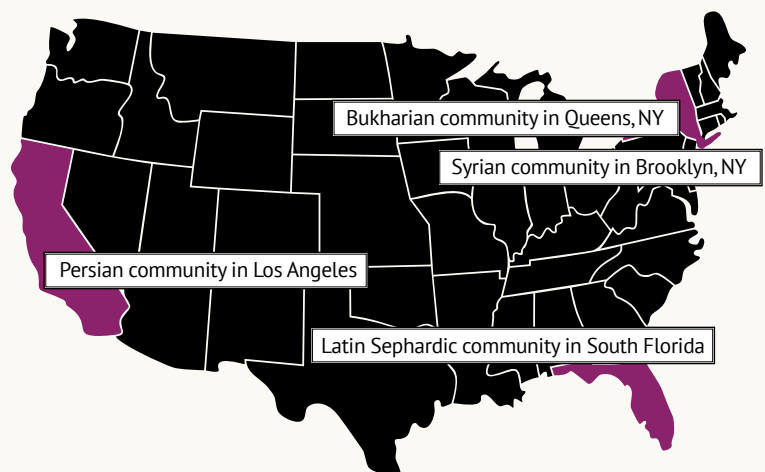 Bukharian community in Queens, NY
Syrian community in Brooklyn, NY
Persian community in Los Angeles
Latin Sephardic community in South Florida